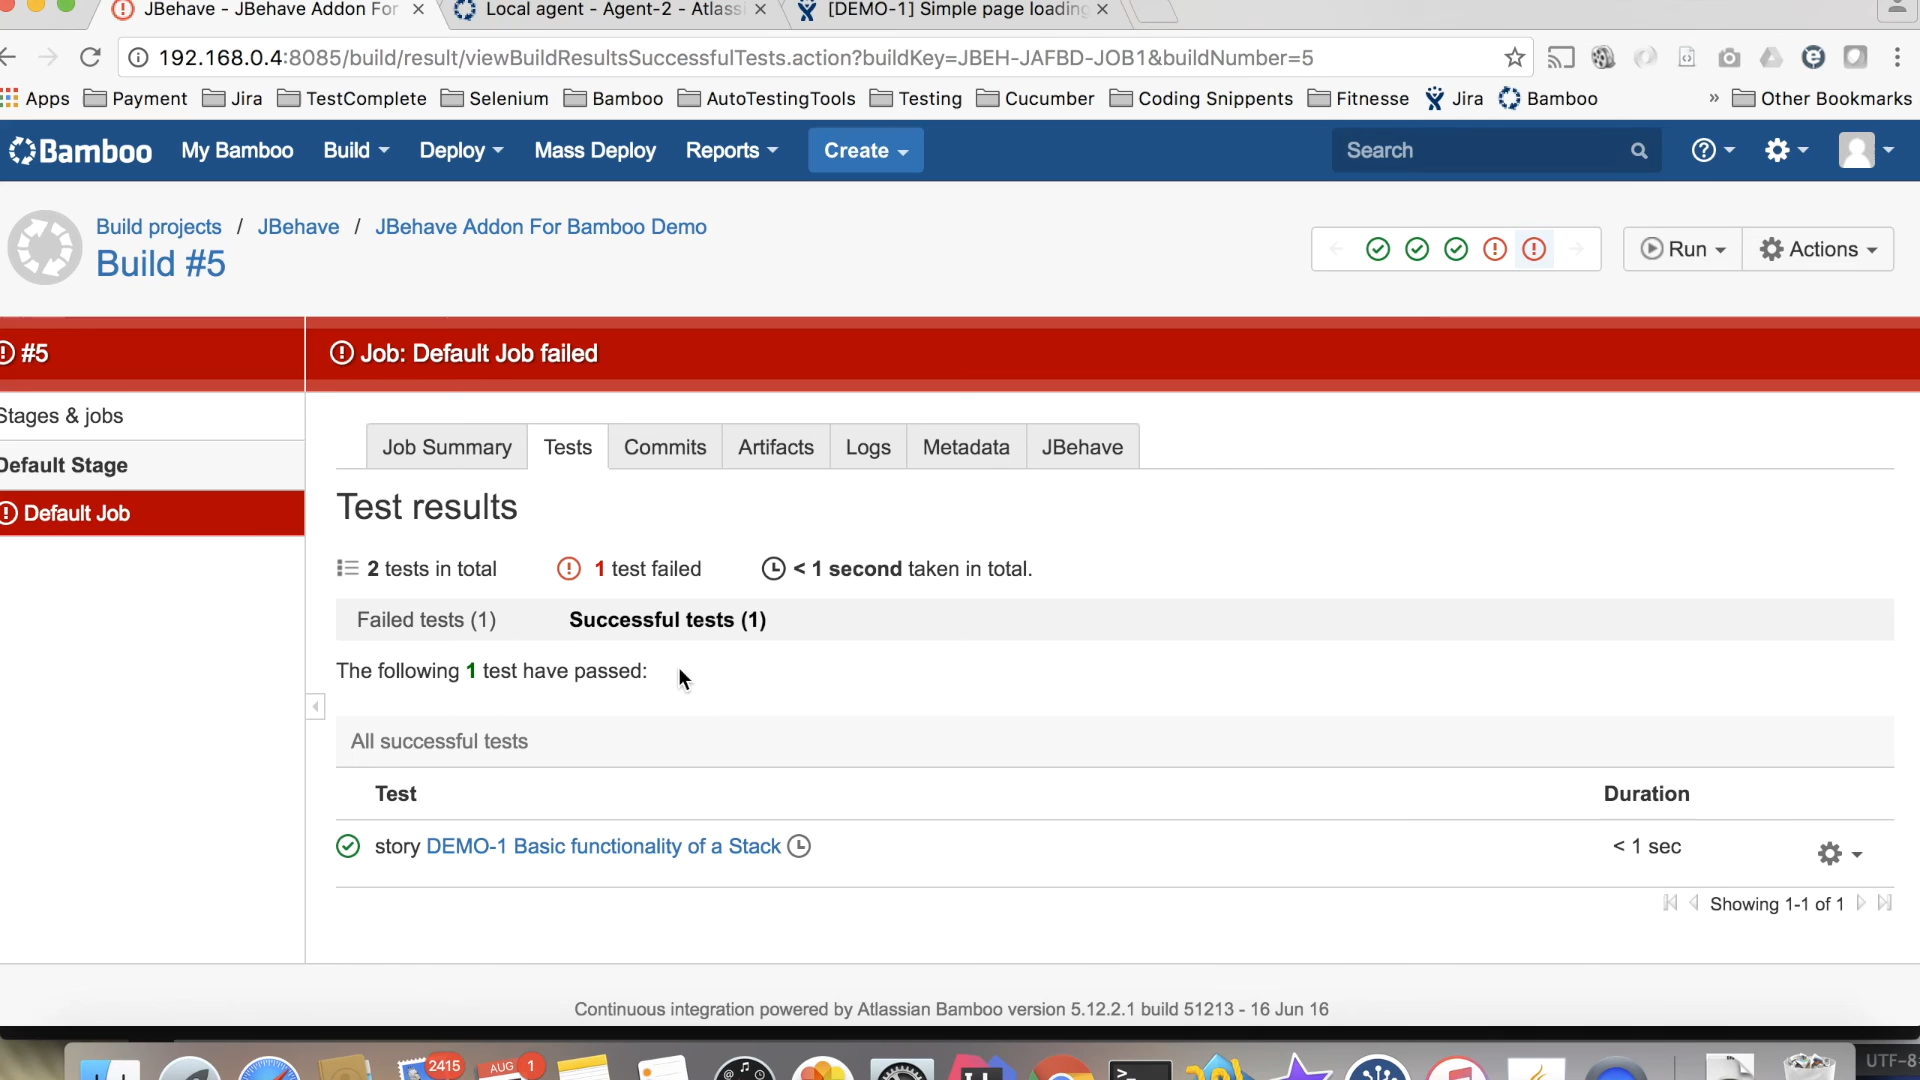 JBehave - JBehave Addon For
Local agent - Agent-2 - Atlassi
[DEMO-1] Simple page loading
192.168.0.4:8085/build/result/viewBuildResultsSuccessfulTests.action?buildKey=JBEH-JAFBD-JOB1&buildNumber=5
Apps Payment Jira TestComplete Selenium Bamboo AutoTestingTools Testing Cucumber Coding Snippents Fitnesse Jira Bamboo » Other Bookmarks
Bamboo My Bamboo Build Deploy Mass Deploy Reports Create Search
Build projects / JBehave / JBehave Addon For Bamboo Demo
Build #5
Run Actions
#5
Job: Default Job failed
Stages & jobs
Default Stage
Default Job
Job Summary Tests Commits Artifacts Logs Metadata JBehave
Test results
2 tests in total 1 test failed < 1 second taken in total.
Failed tests (1) Successful tests (1)
The following 1 test have passed:
All successful tests
Test Duration
story DEMO-1 Basic functionality of a Stack < 1 sec
Showing 1-1 of 1
Continuous integration powered by Atlassian Bamboo version 5.12.2.1 build 51213 - 16 Jun 16
2415
AUG 1
UTF-8